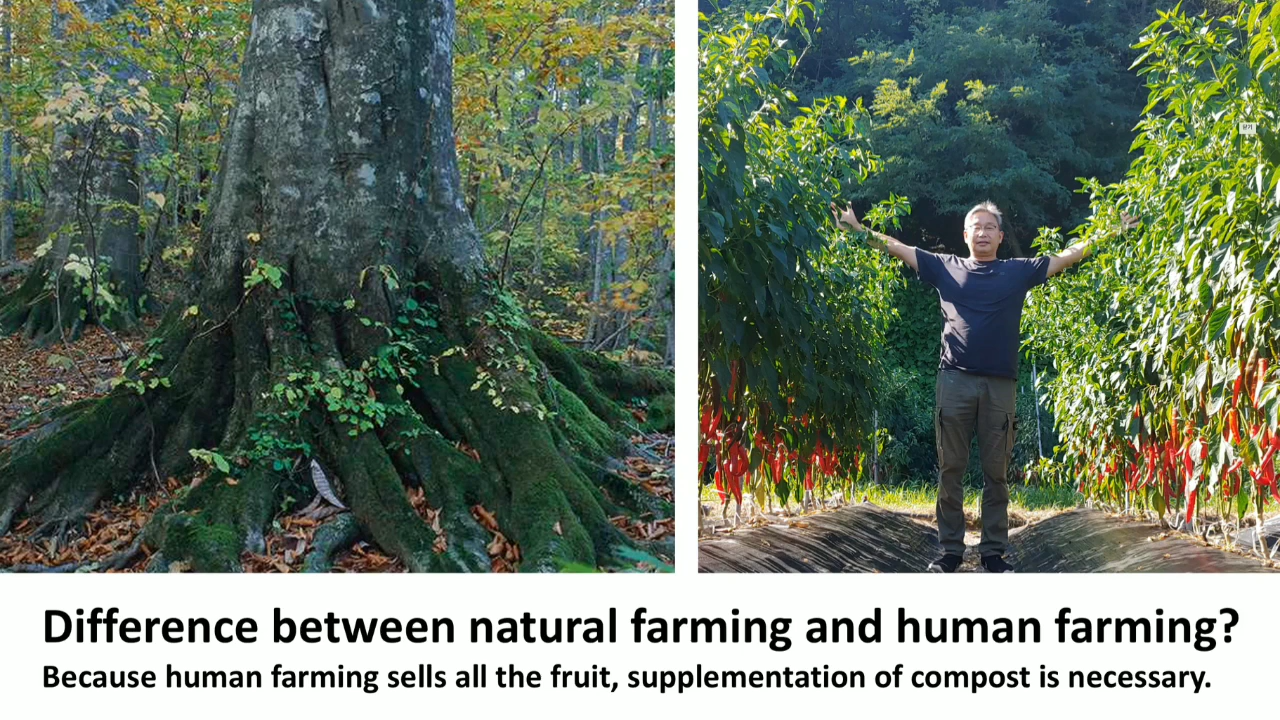 Difference between natural farming and human farming?
Because human farming sells all the fruit, supplementation of compost is necessary.